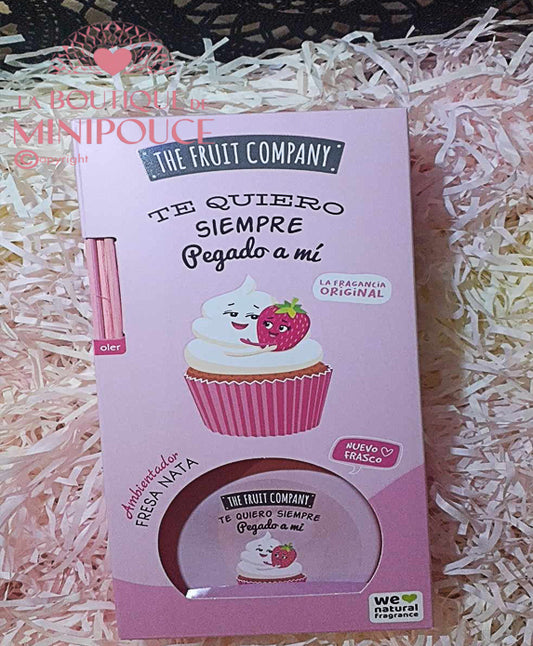 LA BOUTIQUE DE
MINIPOUCE
Copyright
THE FRUIT COMPANY
TE QUIERO
SIEMPRE
Pegado a mí
LA FRAGANCIA
ORIGINAL
oler
NUEVO
FRASCO
Ambientador
FRESA NATA
THE FRUIT COMPANY
TE QUIERO SIEMPRE
Pegado a mí
we
natural
fragrance